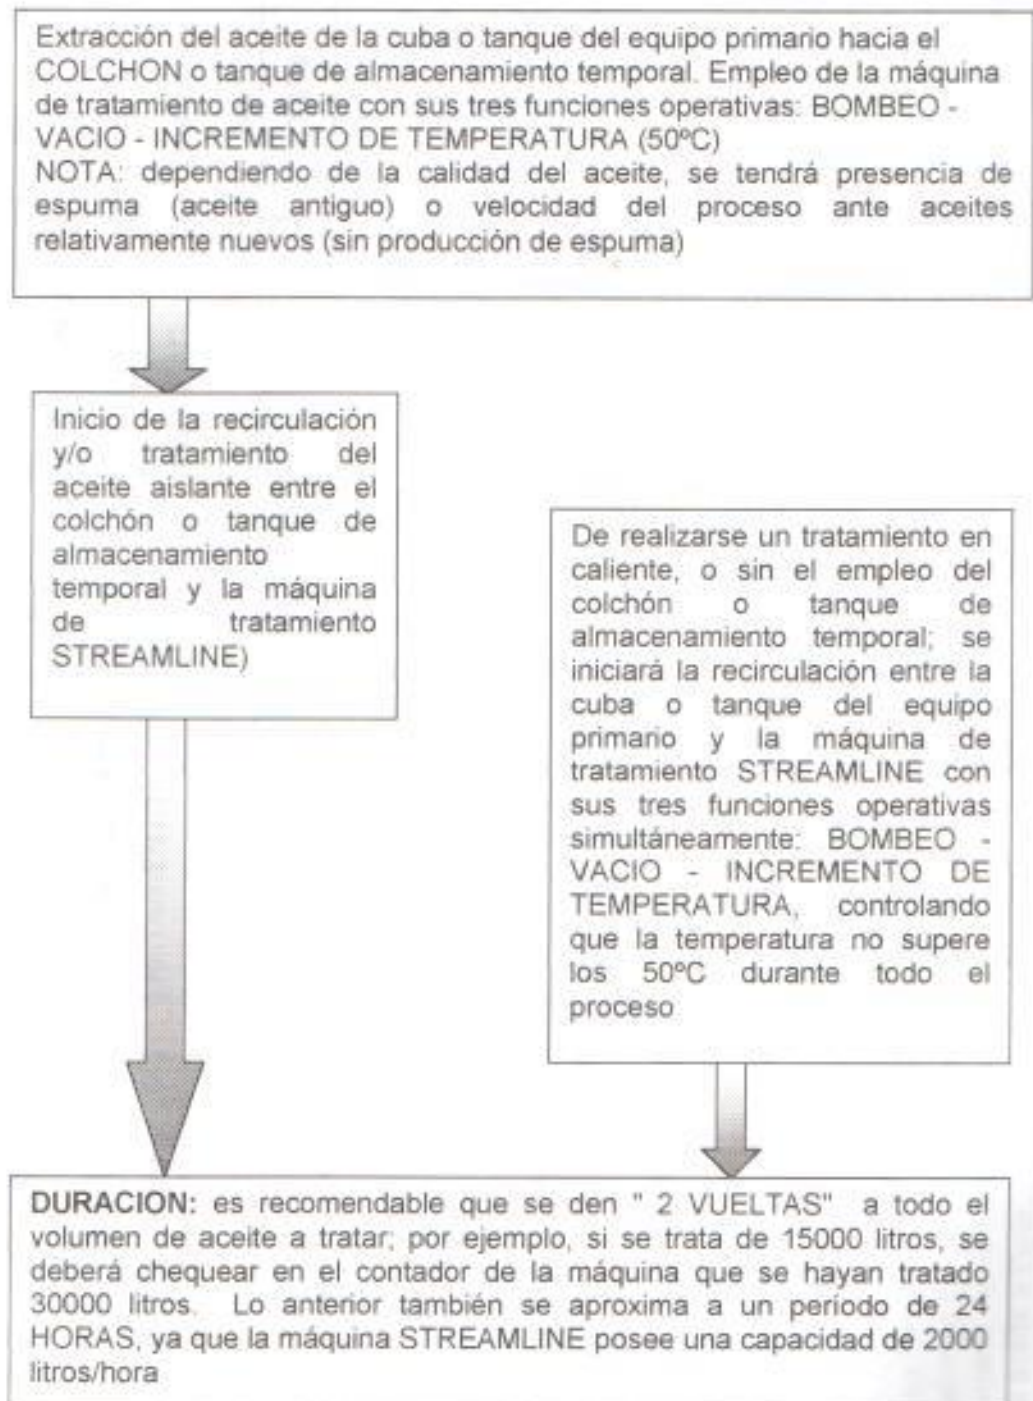 Extracción del aceite de la cuba o tanque del equipo primario hacia el
COLCHON o tanque de almacenamiento temporal. Empleo de la máquina
de tratamiento de aceite con sus tres funciones operativas: BOMBEO -
VACIO - INCREMENTO DE TEMPERATURA (50ºC)
NOTA: dependiendo de la calidad del aceite, se tendrá presencia de
espuma (aceite antiguo) o velocidad del proceso ante aceites
relativamente nuevos (sin producción de espuma)
Inicio de la recirculación
y/o tratamiento del
aceite aislante entre el
colchón o tanque de
almacenamiento
temporal y la máquina
de tratamiento
STREAMLINE)
De realizarse un tratamiento en
caliente, o sin el empleo del
colchón o tanque de
almacenamiento temporal; se
iniciará la recirculación entre la
cuba o tanque del equipo
primario y la máquina de
tratamiento STREAMLINE con
sus tres funciones operativas
simultáneamente: BOMBEO -
VACIO - INCREMENTO DE
TEMPERATURA, controlando
que la temperatura no supere
los 50ºC durante todo el
proceso
DURACION: es recomendable que se den " 2 VUELTAS" a todo el
volumen de aceite a tratar; por ejemplo, si se trata de 15000 litros, se
deberá chequear en el contador de la máquina que se hayan tratado
30000 litros. Lo anterior también se aproxima a un período de 24
HORAS, ya que la máquina STREAMLINE posee una capacidad de 2000
litros/hora